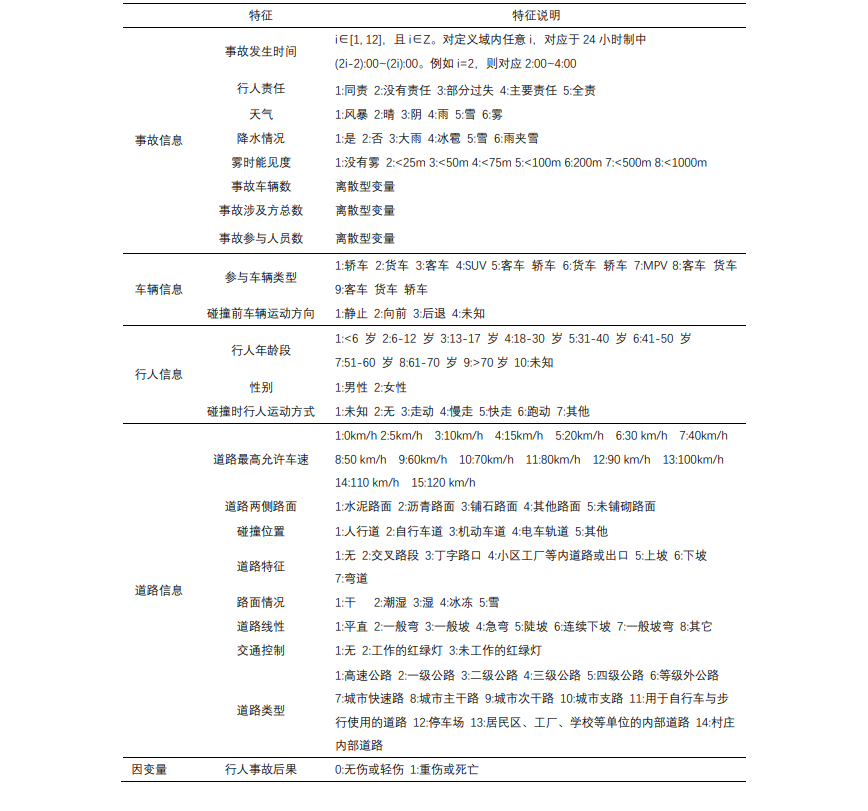 特征 特征说明
事故信息
事故发生时间 i∈[1, 12]，且 i∈Z。对定义域内任意 i，对应于 24 小时制中
(2i-2):00~(2i):00。例如 i=2，则对应 2:00~4:00
行人责任 1:同责 2:没有责任 3:部分过失 4:主要责任 5:全责
天气 1:风暴 2:晴 3:阴 4:雨 5:雪 6:雾
降水情况 1:是 2:否 3:大雨 4:冰雹 5:雪 6:雨夹雪
雾时能见度 1:没有雾 2:<25m 3:<50m 4:<75m 5:<100m 6:200m 7:<500m 8:<1000m
事故车辆数 离散型变量
事故涉及方总数 离散型变量
事故参与人员数 离散型变量
车辆信息
参与车辆类型 1:轿车 2:货车 3:客车 4:SUV 5:客车 轿车 6:货车 轿车 7:MPV 8:客车 货车
9:客车 货车 轿车
碰撞前车辆运动方向 1:静止 2:向前 3:后退 4:未知
行人信息
行人年龄段 1:<6 岁 2:6-12 岁 3:13-17 岁 4:18-30 岁 5:31-40 岁 6:41-50 岁
7:51-60 岁 8:61-70 岁 9:>70 岁 10:未知
性别 1:男性 2:女性
碰撞时行人运动方式 1:未知 2:无 3:走动 4:慢走 5:快走 6:跑动 7:其他
道路信息
道路最高允许车速 1:0km/h 2:5km/h 3:10km/h 4:15km/h 5:20km/h 6:30 km/h 7:40km/h
8:50 km/h 9:60km/h 10:70km/h 11:80km/h 12:90 km/h 13:100km/h
14:110 km/h 15:120 km/h
道路两侧路面 1:水泥路面 2:沥青路面 3:铺石路面 4:其他路面 5:未铺砌路面
碰撞位置 1:人行道 2:自行车道 3:机动车道 4:电车轨道 5:其他
道路特征 1:无 2:交叉路段 3:丁字路口 4:小区工厂等内道路或出口 5:上坡 6:下坡
7:弯道
路面情况 1:干 2:潮湿 3:湿 4:冰冻 5:雪
道路线性 1:平直 2:一般弯 3:一般坡 4:急弯 5:陡坡 6:连续下坡 7:一般坡弯 8:其它
交通控制 1:无 2:工作的红绿灯 3:未工作的红绿灯
道路类型 1:高速公路 2:一级公路 3:二级公路 4:三级公路 5:四级公路 6:等级外公路
7:城市快速路 8:城市主干路 9:城市次干路 10:城市支路 11:用于自行车与步
行使用的道路 12:停车场 13:居民区、工厂、学校等单位的内部道路 14:村庄
内部道路
因变量 行人事故后果 0:无伤或轻伤 1:重伤或死亡